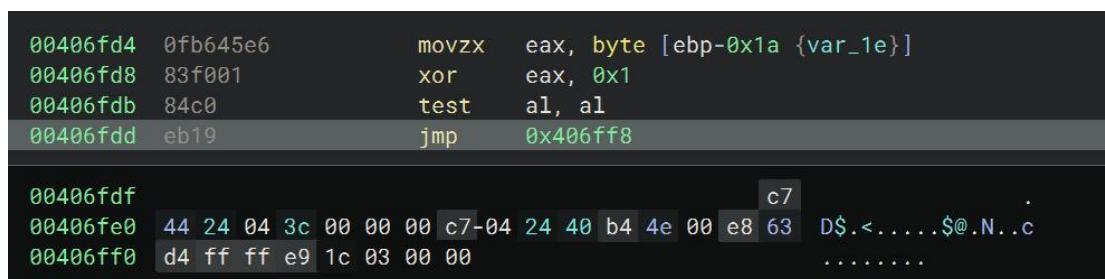 00406fd4 0fb645e6 movzx eax, byte [ebp-0x1a {var_1e}]
00406fd8 83f001 xor eax, 0x1
00406fdb 84c0 test al, al
00406fdd eb19 jmp 0x406ff8
00406fdf c7 .
00406fe0 44 24 04 3c 00 00 00 c7-04 24 40 b4 4e 00 e8 63 D$.<.....$@.N..c
00406ff0 d4 ff ff e9 1c 03 00 00 ........